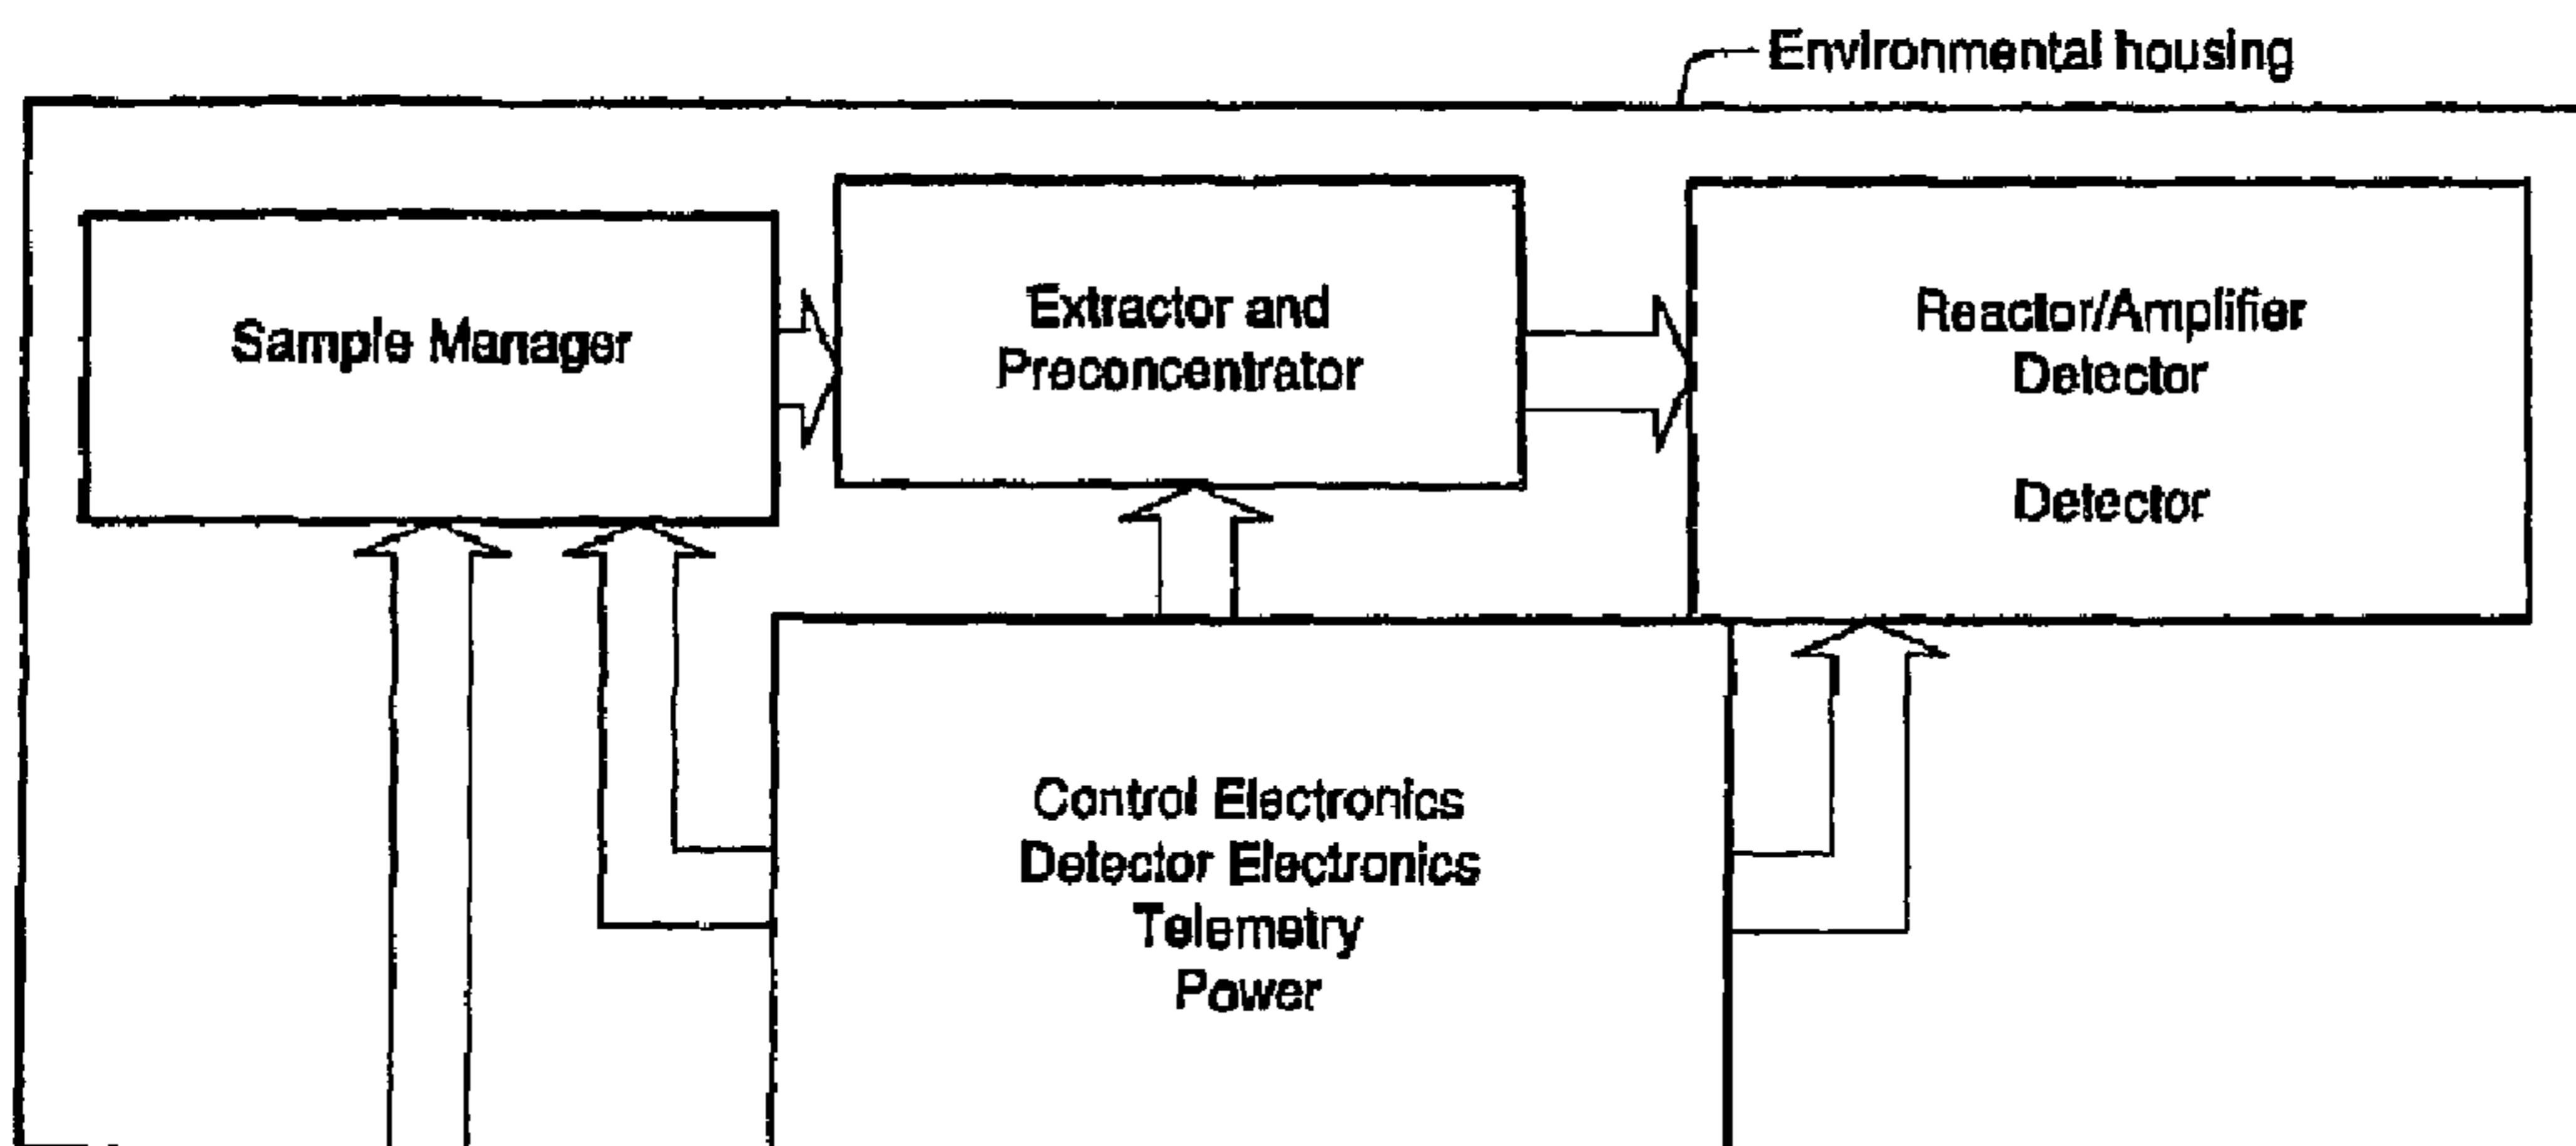 Environmental housing
Sample Manager
Extractor and
Preconcentrator
Reactor/Amplifier
Detector
Detector
Control Electronics
Detector Electronics
Telemetry
Power